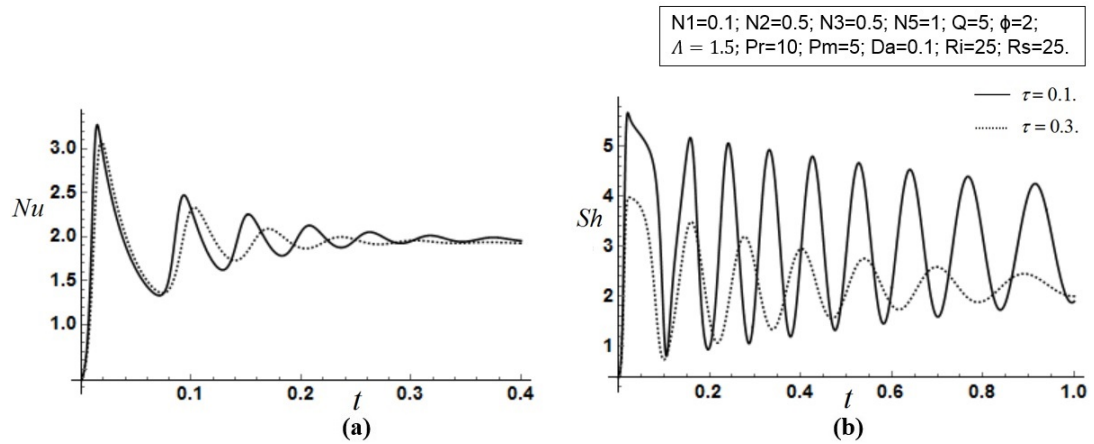 N1=0.1; N2=0.5; N3=0.5; N5=1; Q=5; ϕ=2;
Λ = 1.5; Pr=10; Pm=5; Da=0.1; Ri=25; Rs=25.
3.0
2.5
Nu 2.0
1.5
1.0
0.1 0.2 0.3 0.4
t
(a)
τ = 0.1.
τ = 0.3.
5
4
Sh
3
2
1
0.2 0.4 0.6 0.8 1.0
t
(b)